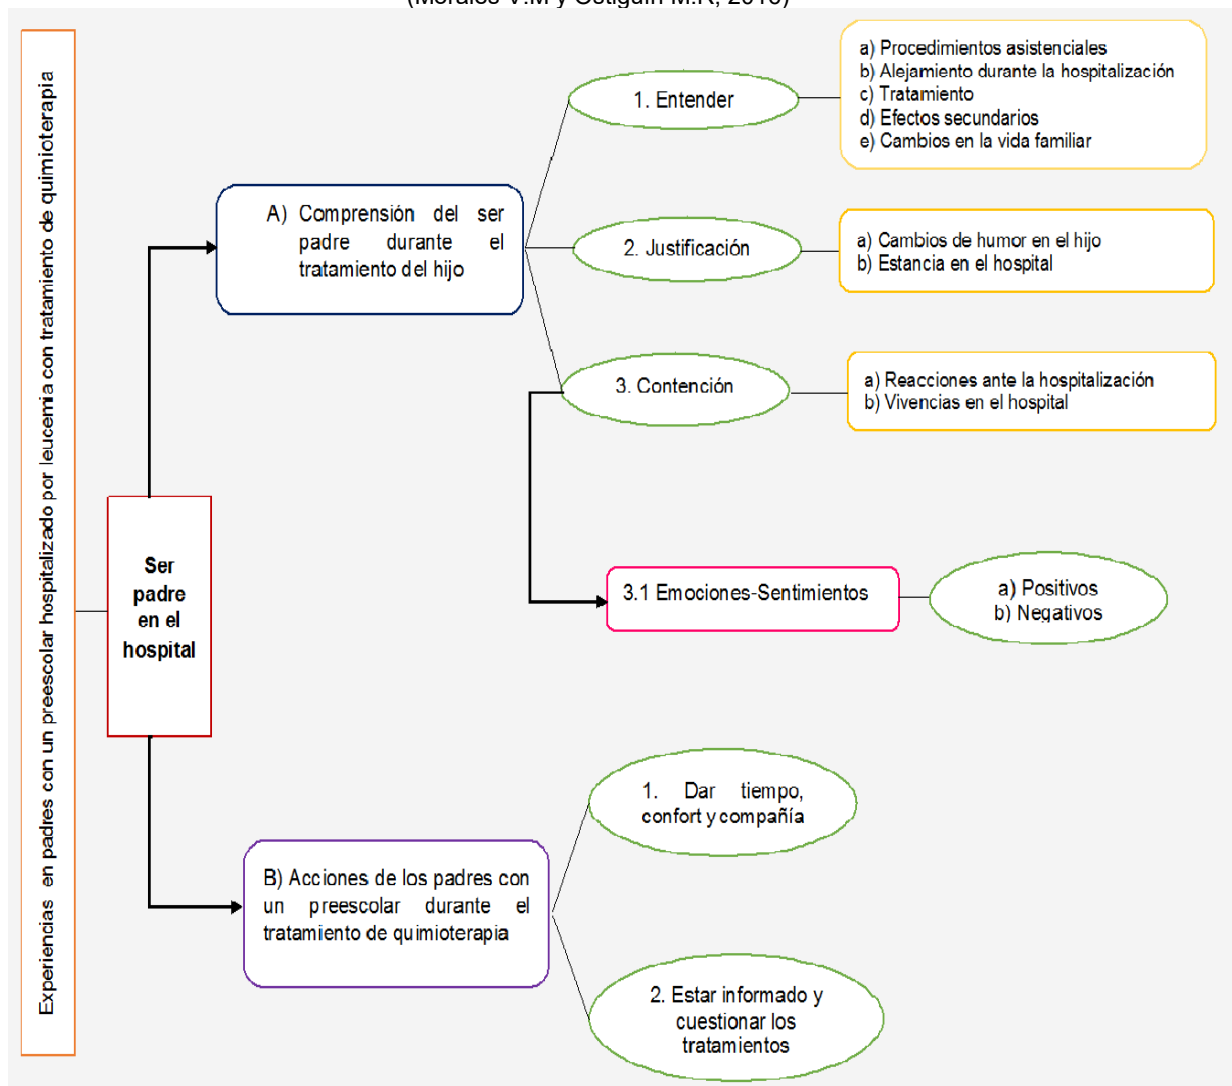 (Morales V.M y Ostiguín M.R, 2016)
Experiencias en padres con un preescolar hospitalizado por leucemia con tratamiento de quimioterapia
Ser
padre
en el
hospital
A) Comprensión del ser
padre durante el
tratamiento del hijo
1. Entender
a) Procedimientos asistenciales
b) Alejamiento durante la hospitalización
c) Tratamiento
d) Efectos secundarios
e) Cambios en la vida familiar
2. Justificación
a) Cambios de humor en el hijo
b) Estancia en el hospital
3. Contención
a) Reacciones ante la hospitalización
b) Vivencias en el hospital
3.1 Emociones-Sentimientos
a) Positivos
b) Negativos
B) Acciones de los padres con
un preescolar durante el
tratamiento de quimioterapia
1. Dar tiempo,
confort y compañía
2. Estar informado y
cuestionar los
tratamientos